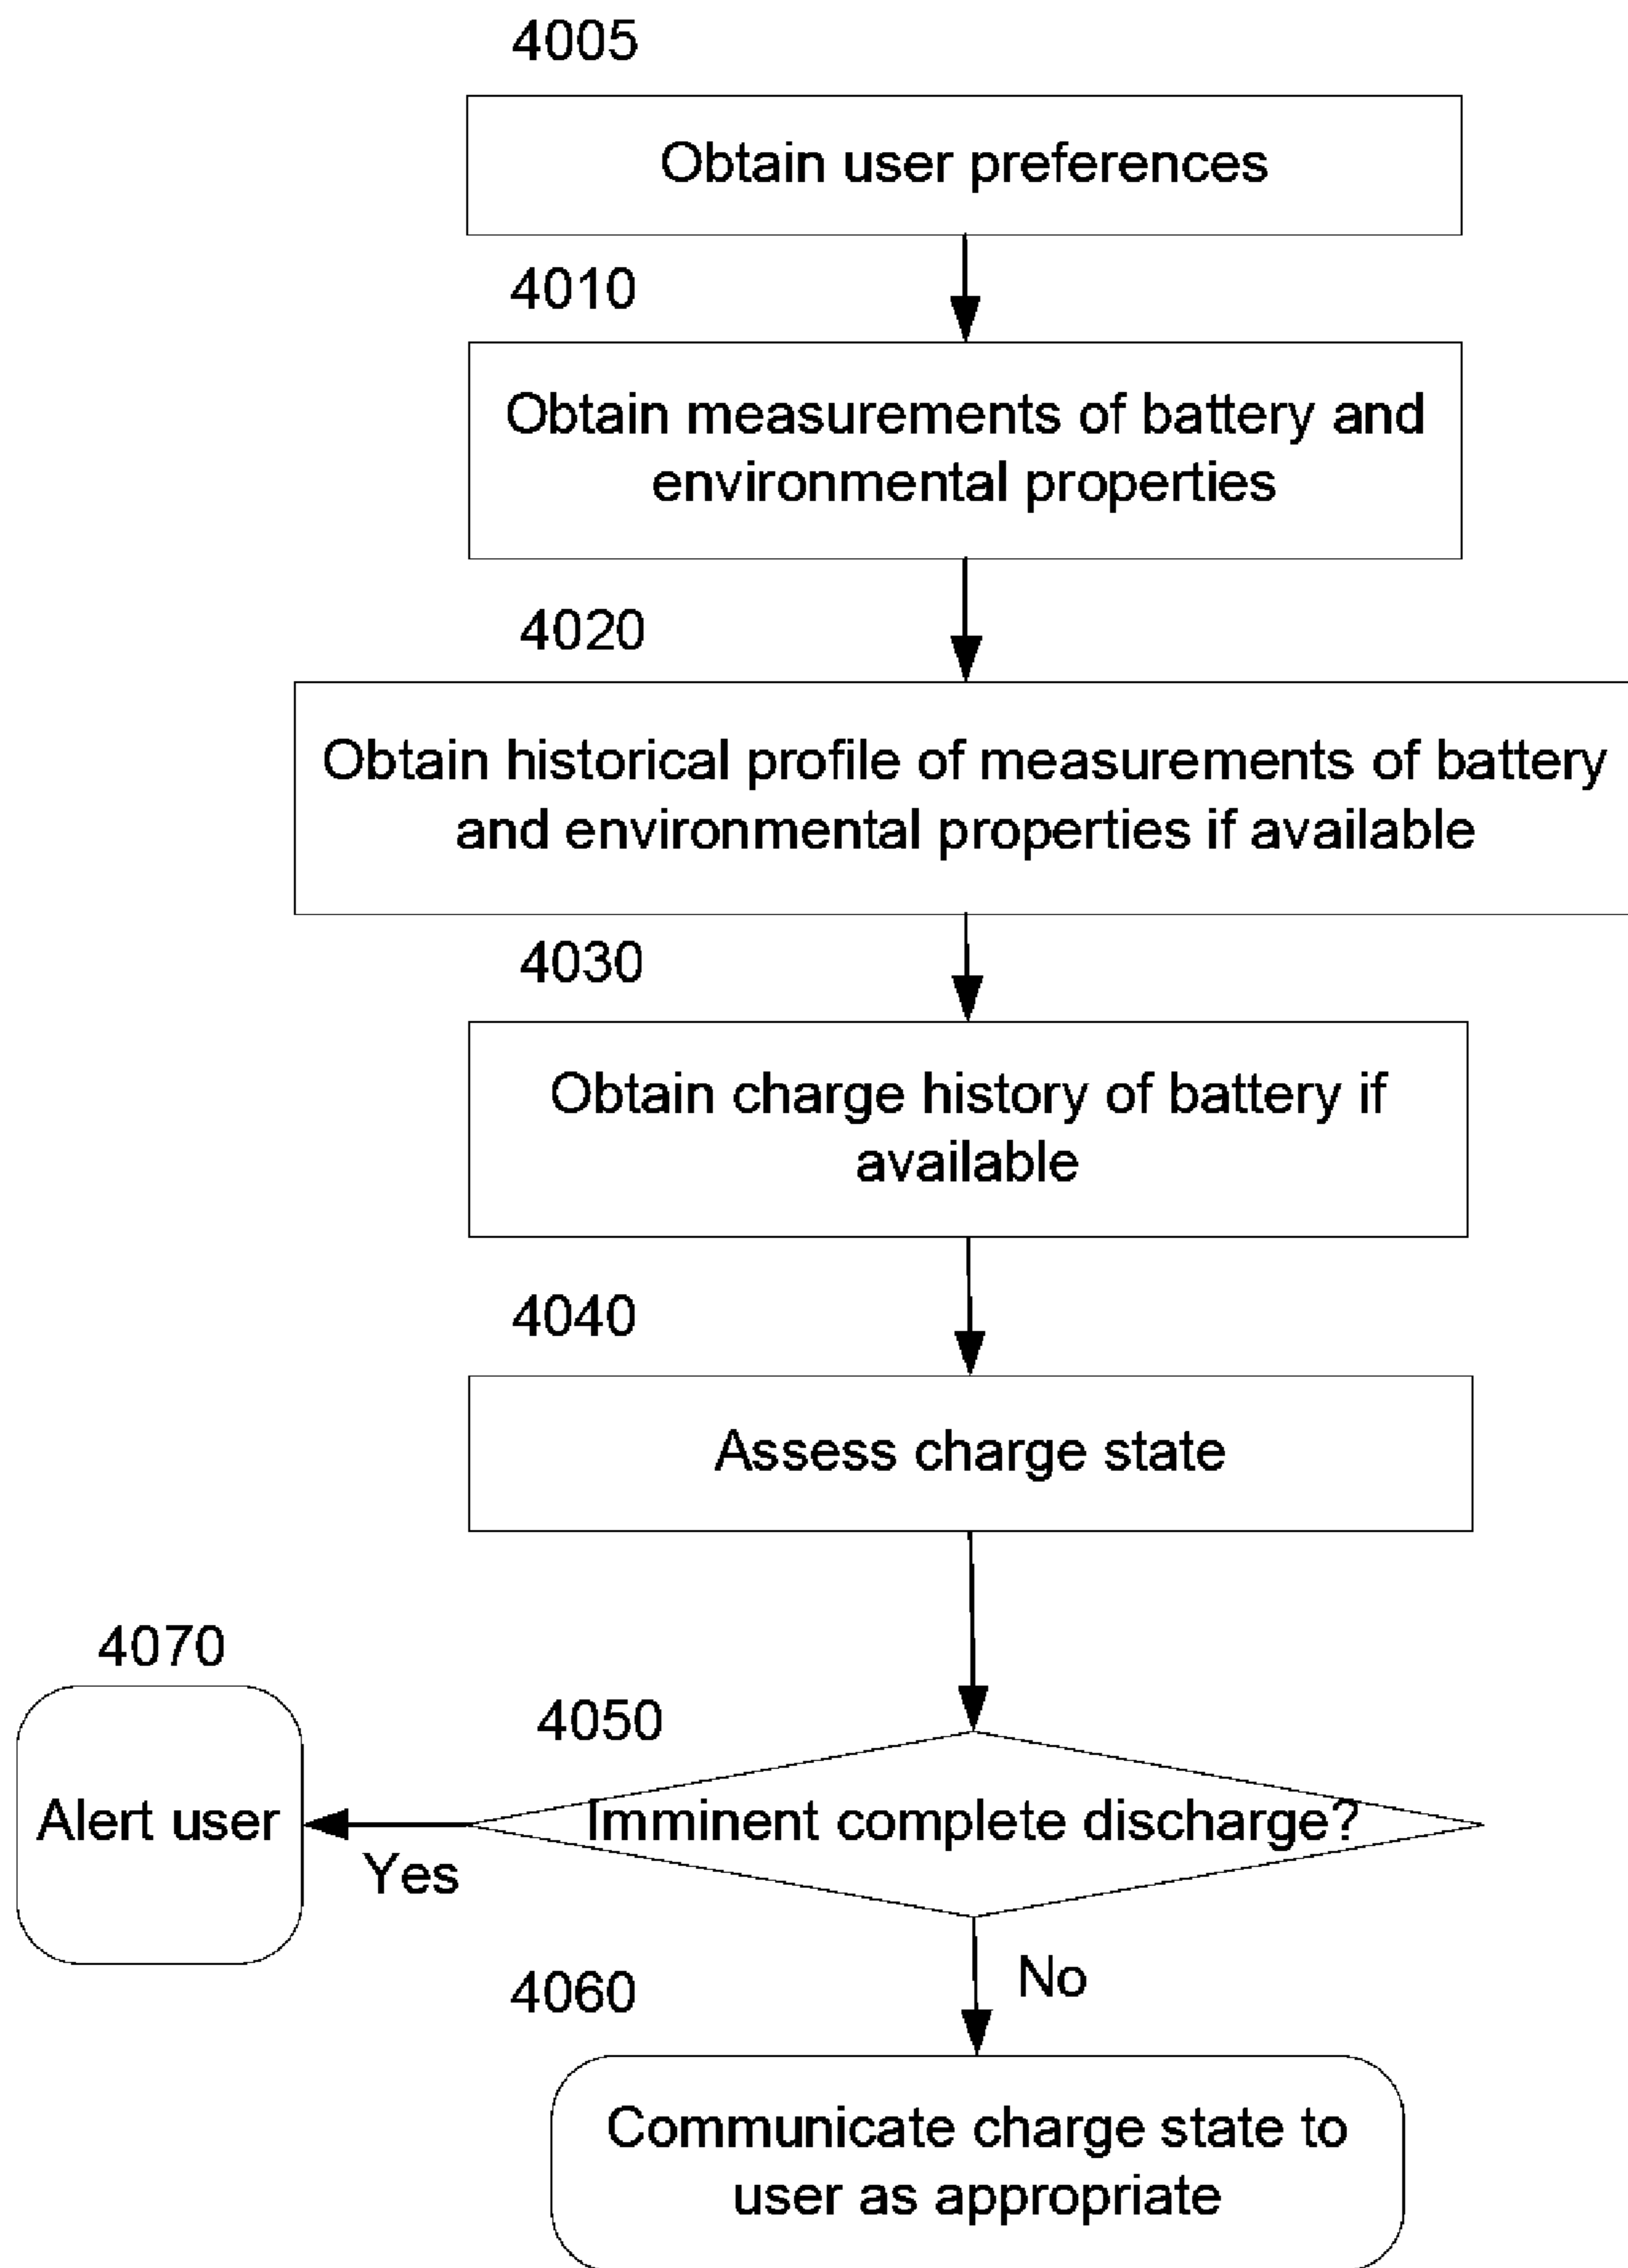 4005
Obtain user preferences
4010
Obtain measurements of battery and
environmental properties
4020
Obtain historical profile of measurements of battery
and environmental properties if available
4030
Obtain charge history of battery if
available
4040
Assess charge state
4070
4050
Alert user
Imminent complete discharge?
Yes
No
4060
Communicate charge state to
user as appropriate